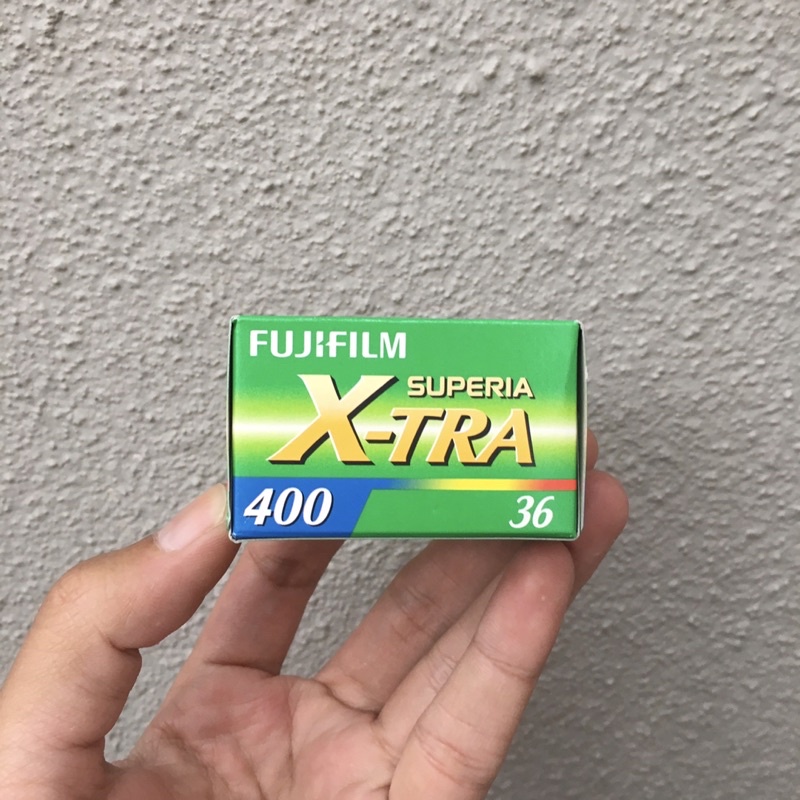 FUJIFILM
SUPERIA
X-TRA
400
36